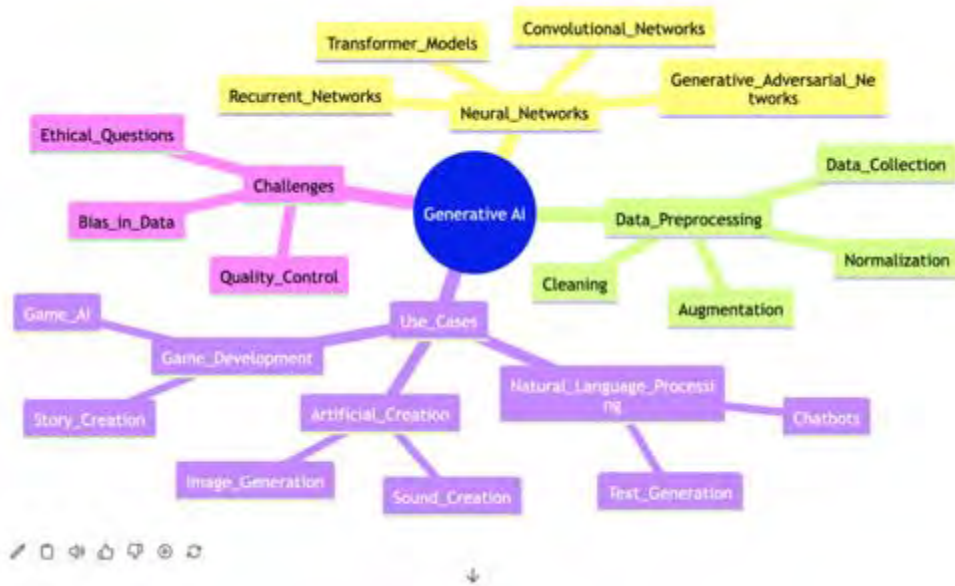 Convolutional_Networks
Transformer_Models
Generative_Adversarial_Ne
tworks
Recurrent_Networks
Neural_Networks
Ethical_Questions
Data_Collection
Challenges
Generative AI
Data_Preprocessing
Bias_in_Data
Normalization
Quality_Control
Cleaning
Augmentation
Game_AI
Use_Cases
Game_Development
Natural_Language_Processi
ng
Story_Creation
Artificial_Creation
Chatbots
Image_Generation
Sound_Creation
Text_Generation